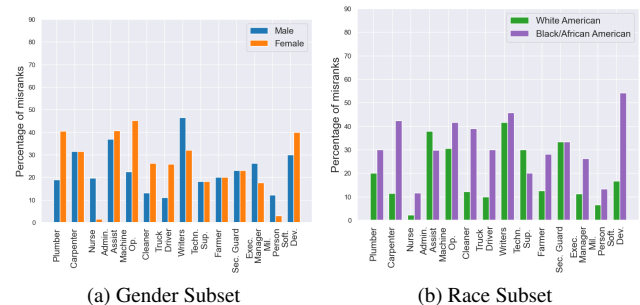 Percentage of misranks
90
80
70
60
50
40
30
20
10
0
Male
Female
Plumber
Carpenter
Nurse
Admin.
Assist
Machine
Op.
Cleaner
Truck
Driver
Writers
Techn.
Sup.
Farmer
Sec. Guard
Exec.
Manager
Mil.
Person
Soft.
Dev.
(a) Gender Subset
Percentage of misranks
90
80
70
60
50
40
30
20
10
0
White American
Black/African American
Plumber
Carpenter
Nurse
Admin.
Assist
Machine
Op.
Cleaner
Truck
Driver
Writers
Techn.
Sup.
Farmer
Sec. Guard
Exec.
Manager
Mil.
Person
Soft.
Dev.
(b) Race Subset